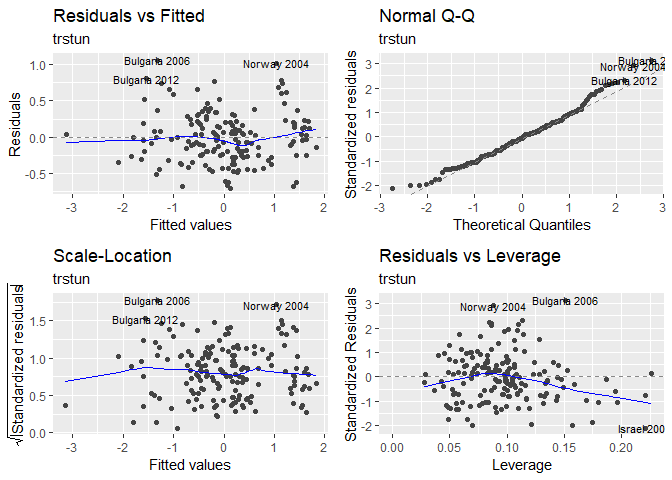 Residuals vs Fitted
trstun
Bulgaria 2006
Norway 2004
Bulgaria 2012
Residuals
1.0
0.5
0.0
-0.5
-3 -2 -1 0 1 2
Fitted values
Normal Q-Q
trstun
Norway 2004
Bulgaria 2012
Standardized residuals
3
2
1
0
-1
-2
-3 -2 -1 0 1 2 3
Theoretical Quantiles
Scale-Location
trstun
Bulgaria 2006
Norway 2004
Bulgaria 2012
√|Standardized residuals|
1.5
1.0
0.5
0.0
-3 -2 -1 0 1 2
Fitted values
Residuals vs Leverage
trstun
Bulgaria 2006
Norway 2004
Standardized Residuals
3
2
1
0
-1
-2
Israel 200
0.00 0.05 0.10 0.15 0.20
Leverage